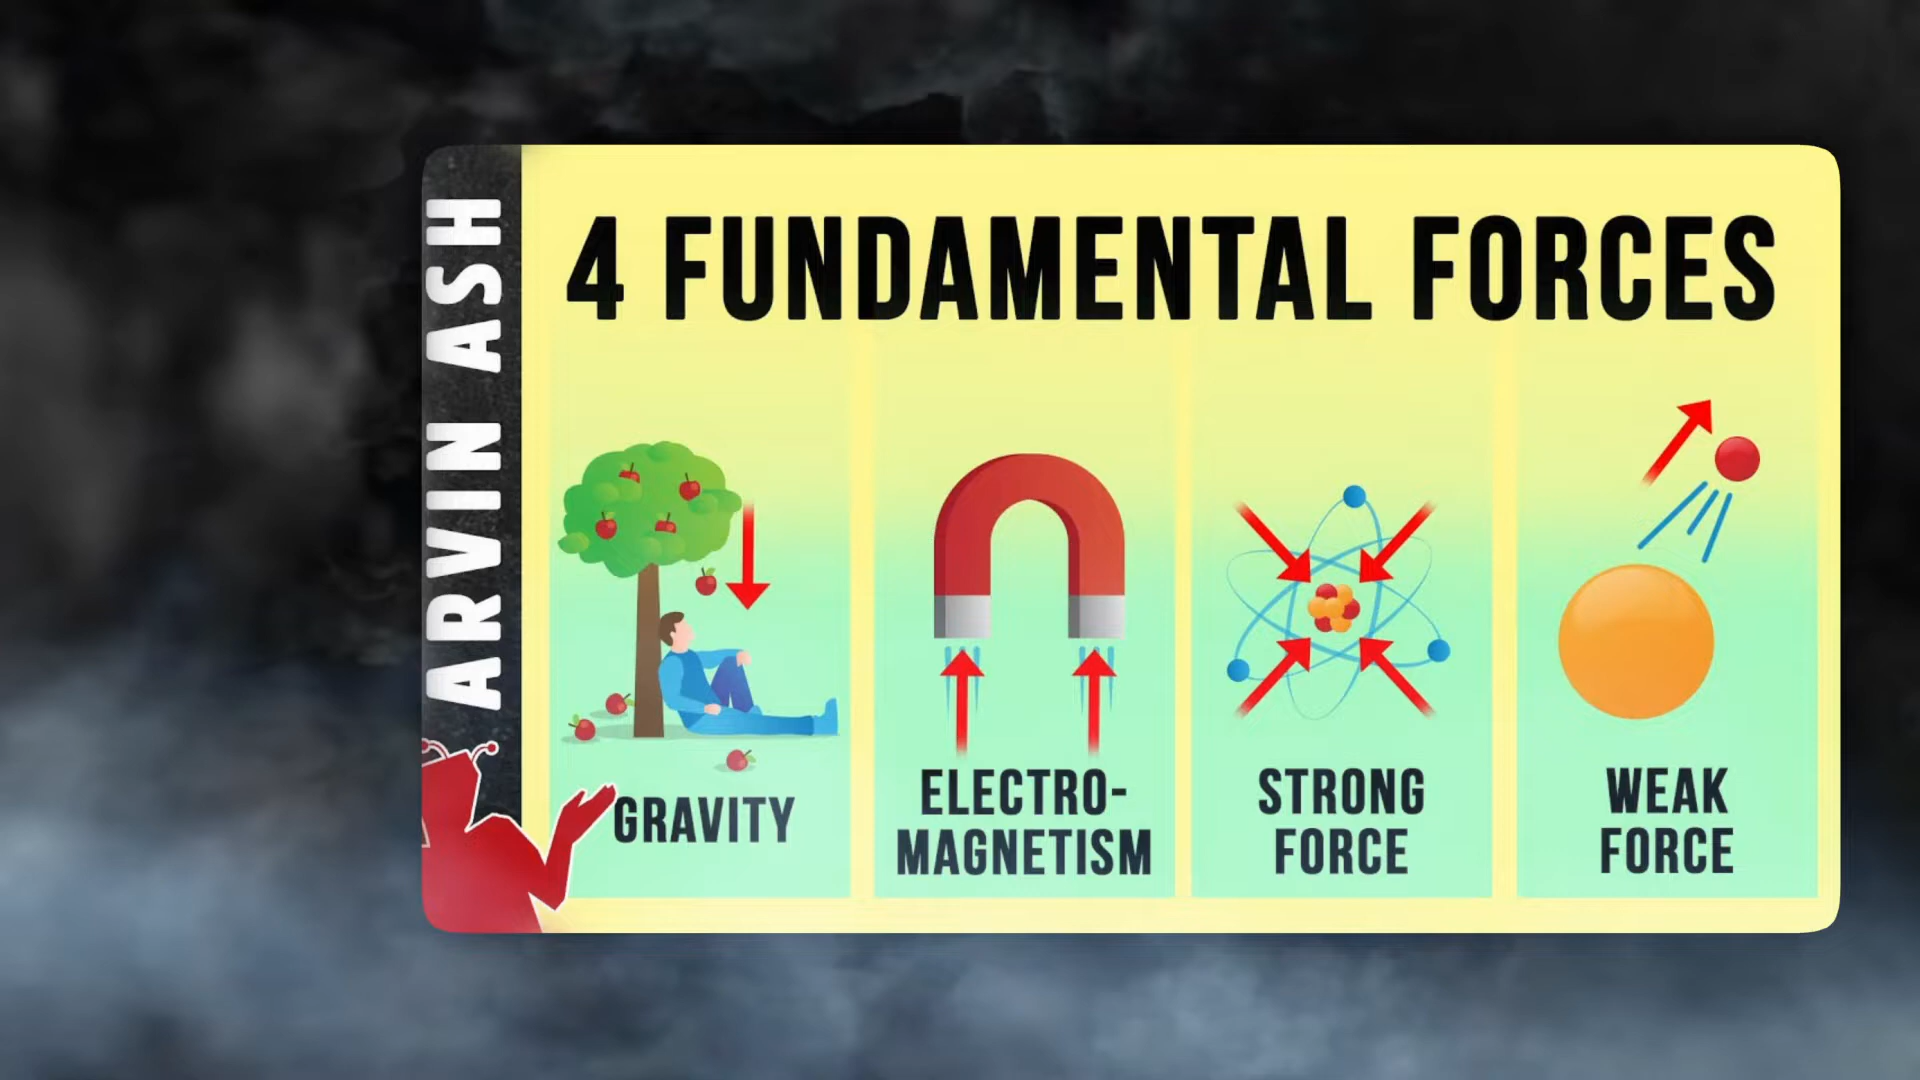 ARVIN ASH
4 FUNDAMENTAL FORCES
GRAVITY
ELECTRO-
MAGNETISM
STRONG
FORCE
WEAK
FORCE